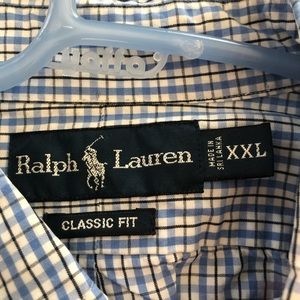 Ralph Lauren
MADE IN
SRI LANKA
XXL
CLASSIC FIT